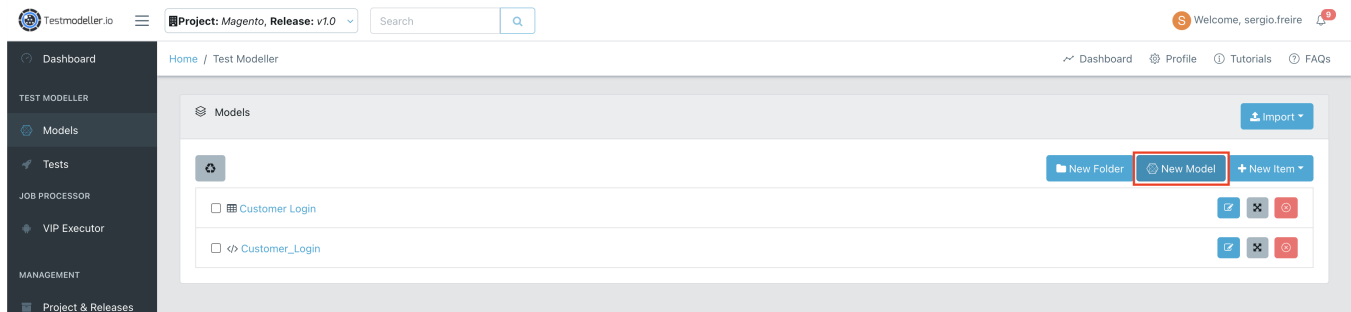 Testmodeller.io
Project: Magento, Release: v1.0
Search
S
Welcome, sergio.freire
9
Dashboard
Home / Test Modeller
Dashboard
Profile
Tutorials
FAQs
TEST MODELLER
Models
Tests
JOB PROCESSOR
VIP Executor
MANAGEMENT
Project & Releases
Models
Import
New Folder
New Model
New Item
Customer Login
Customer_Login